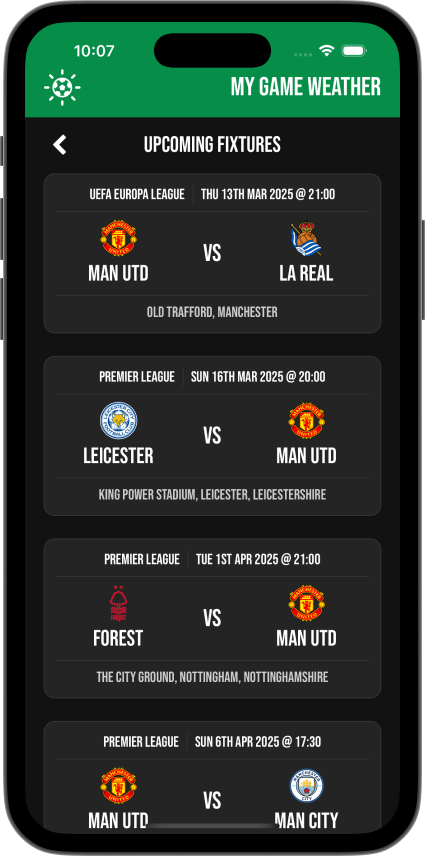 10:07
MY GAME WEATHER
UPCOMING FIXTURES
UEFA EUROPA LEAGUE THU 13TH MAR 2025 @ 21:00
VS
MAN UTD LA REAL
OLD TRAFFORD, MANCHESTER
PREMIER LEAGUE SUN 16TH MAR 2025 @ 20:00
VS
LEICESTER MAN UTD
KING POWER STADIUM, LEICESTER, LEICESTERSHIRE
PREMIER LEAGUE TUE 1ST APR 2025 @ 21:00
VS
FOREST MAN UTD
THE CITY GROUND, NOTTINGHAM, NOTTINGHAMSHIRE
PREMIER LEAGUE SUN 6TH APR 2025 @ 17:30
VS
MAN UTD MAN CITY